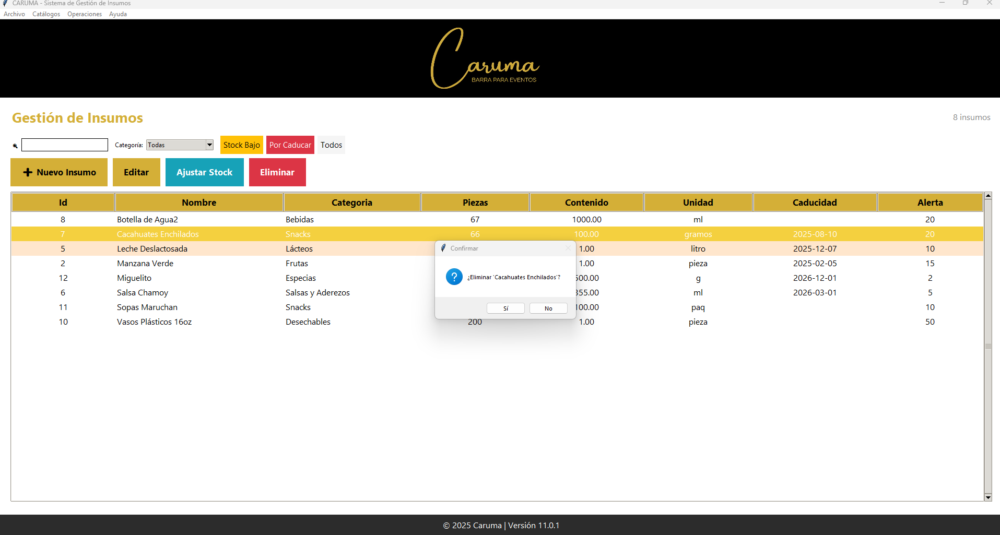 CARUMA - Sistema de Gestión de Insumos
Archivo Catálogos Operaciones Ayuda
Caruma
BARRA PARA EVENTOS
Gestión de Insumos
8 insumos
Categoría: Todas Stock Bajo Por Caducar Todos
Nuevo Insumo Editar Ajustar Stock Eliminar
Id Nombre Categoria Piezas Contenido Unidad Caducidad Alerta
8 Botella de Agua2 Bebidas 67 1000.00 ml 20
7 Cacahuates Enchilados Snacks 66 100.00 gramos 2025-08-10 20
5 Leche Deslactosada Lácteos 1.00 litro 2025-12-07 10
2 Manzana Verde Frutas 1.00 pieza 2025-02-05 15
12 Miguelito Especias 500.00 g 2026-12-01 2
6 Salsa Chamoy Salsas y Aderezos 355.00 ml 2026-03-01 5
11 Sopas Maruchan Snacks 100.00 paq 10
10 Vasos Plásticos 16oz Desechables 200 1.00 pieza 50
Confirmar
¿Eliminar 'Cacahuates Enchilados'?
Sí No
© 2025 Caruma | Versión 11.0.1